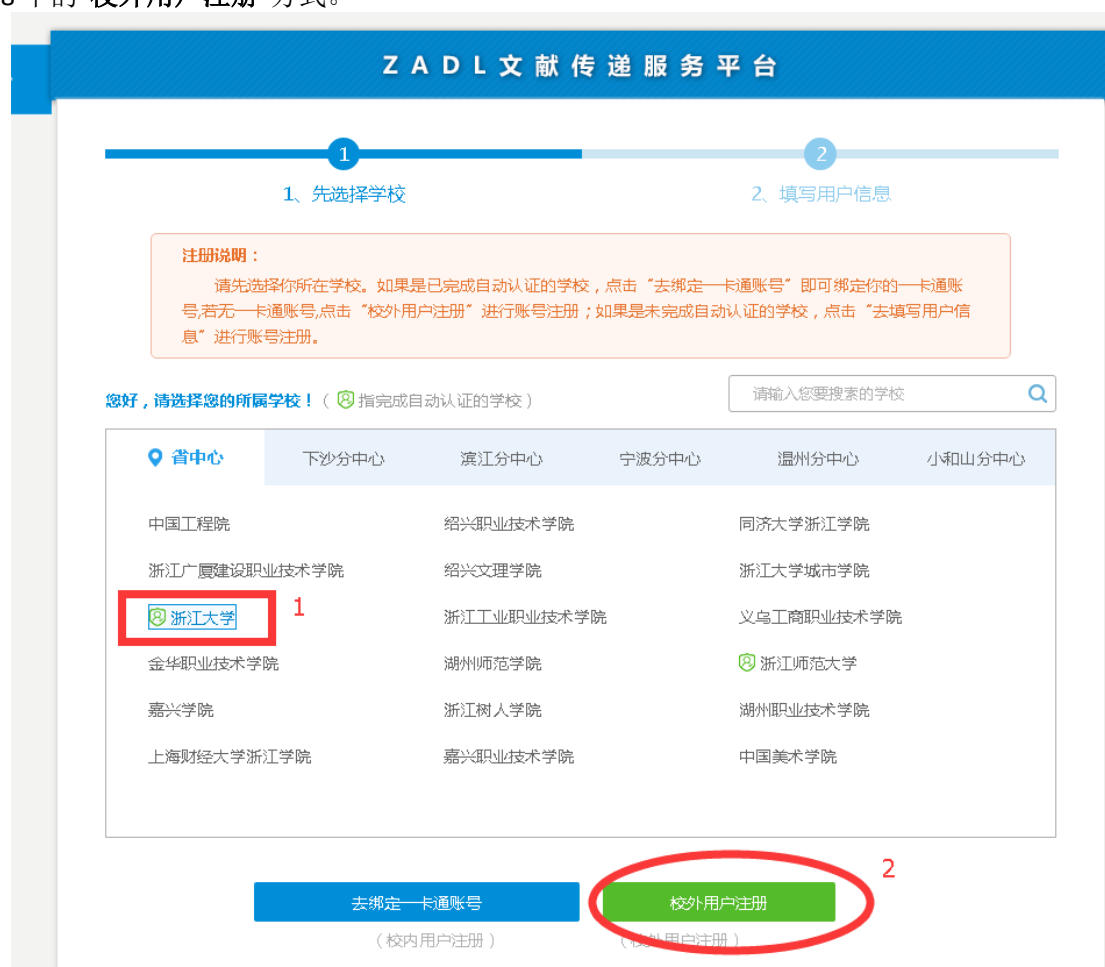 中的"校外用户注册"方式。
ZADL文献传递服务平台
1
2
1、先选择学校
2、填写用户信息
注册说明：
请先选择你所在学校。如果是已完成自动认证的学校，点击“去绑定一卡通账号”即可绑定你的一卡通账
号,若无一卡通账号,点击“校外用户注册”进行账号注册；如果是未完成自动认证的学校，点击“去填写用户信
息”进行账号注册。
您好，请选择您的所属学校！（ 指完成自动认证的学校）
请输入您要搜索的学校
省中心 下沙分中心 滨江分中心 宁波分中心 温州分中心 小和山分中心
中国工程院 绍兴职业技术学院 同济大学浙江学院
浙江广厦建设职业技术学院 绍兴文理学院 浙江大学城市学院
浙江大学 1 浙江工业职业技术学院 义乌工商职业技术学院
金华职业技术学院 湖州师范学院 浙江师范大学
嘉兴学院 浙江树人学院 湖州职业技术学院
上海财经大学浙江学院 嘉兴职业技术学院 中国美术学院
2
去绑定一卡通账号 校外用户注册
（校内用户注册） （校外用户注册）